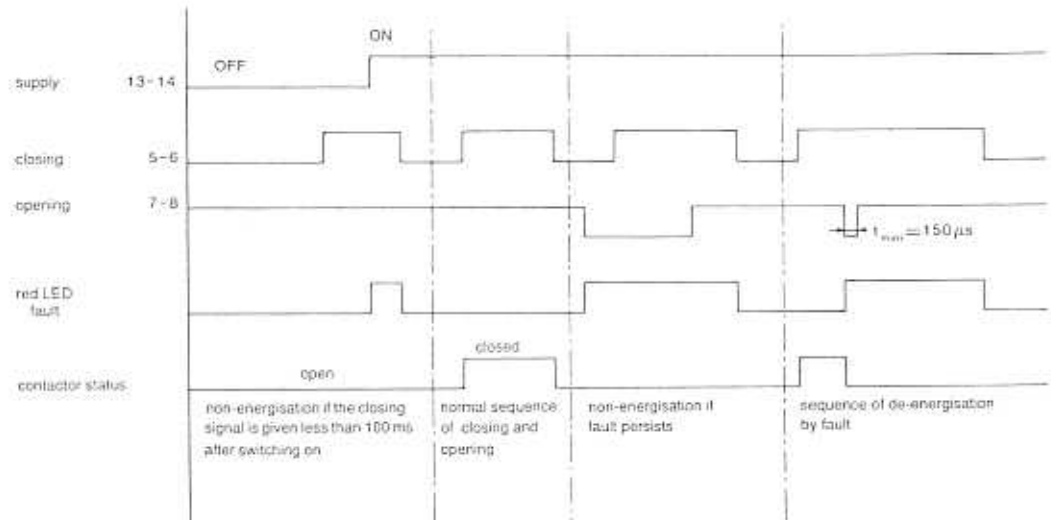 ON
OFF
supply 13-14
closing 5-6
opening 7-8
= 150 µs
red LED
fault
closed
open
contactor status
non-energisation if the closing
signal is given less than 100 ms
after switching on
normal sequence
of closing and
opening
non-energisation if
fault persists
sequence of de-energisation
by fault